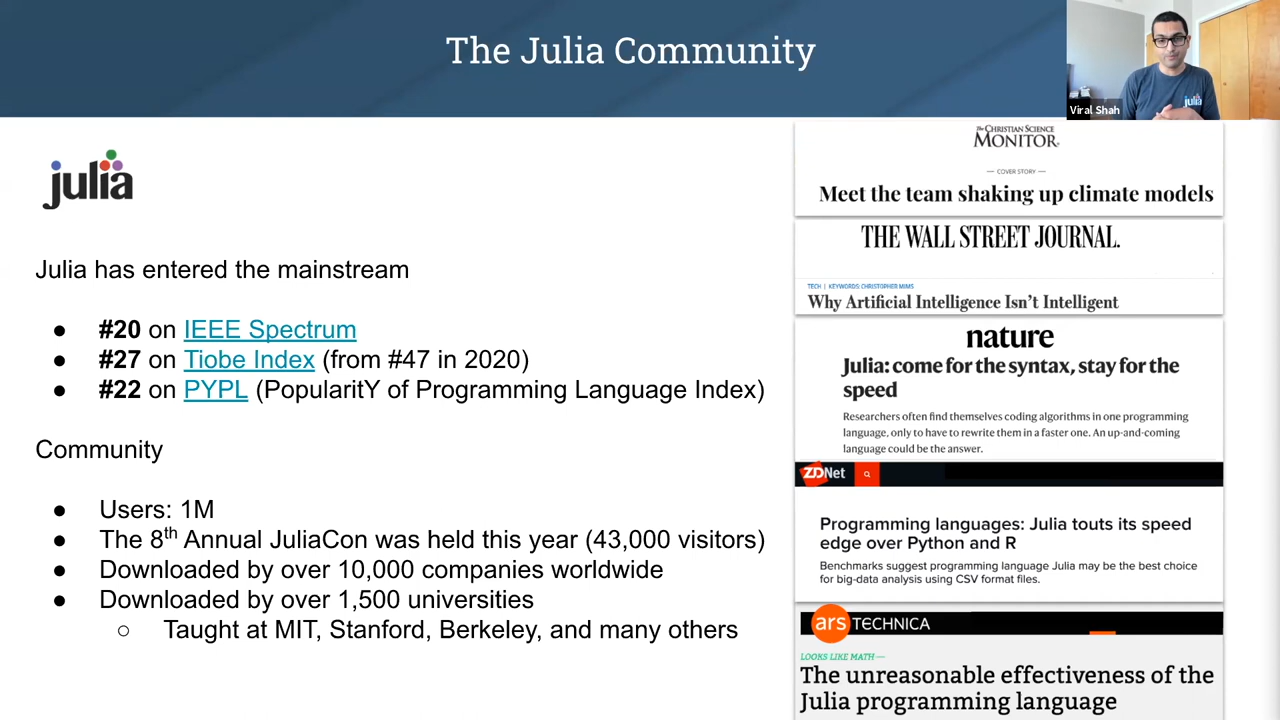 The Julia Community
Viral Shah
julia
julia
Julia has entered the mainstream
● #20 on IEEE Spectrum
● #27 on Tiobe Index (from #47 in 2020)
● #22 on PYPL (PopularitY of Programming Language Index)
Community
● Users: 1M
● The 8th Annual JuliaCon was held this year (43,000 visitors)
● Downloaded by over 10,000 companies worldwide
● Downloaded by over 1,500 universities
○ Taught at MIT, Stanford, Berkeley, and many others
The CHRISTIAN SCIENCE
MONITOR
— COVER STORY —
Meet the team shaking up climate models
THE WALL STREET JOURNAL.
TECH | KEYWORDS: CHRISTOPHER MIMS
Why Artificial Intelligence Isn’t Intelligent
nature
Julia: come for the syntax, stay for the
speed
Researchers often find themselves coding algorithms in one programming
language, only to have to rewrite them in a faster one. An up-and-coming
language could be the answer.
ZDNet
Programming languages: Julia touts its speed
edge over Python and R
Benchmarks suggest programming language Julia may be the best choice
for big-data analysis using CSV format files.
ars TECHNICA
LOOKS LIKE MATH —
The unreasonable effectiveness of the
Julia programming language